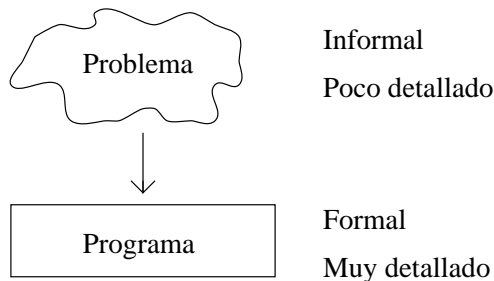 Problema
Informal
Poco detallado
Programa
Formal
Muy detallado